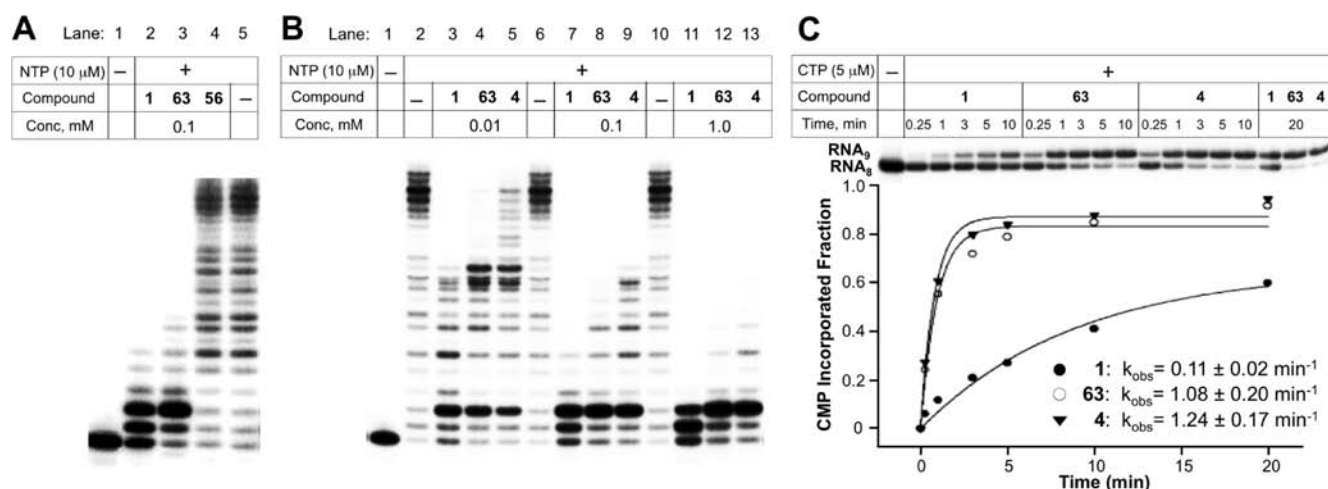 A Lane: 1 2 3 4 5
NTP (10 μM) – +
Compound 1 63 56 –
Conc, mM 0.1
B Lane: 1 2 3 4 5 6 7 8 9 10 11 12 13
NTP (10 μM) – +
Compound – 1 63 4 – 1 63 4 – 1 63 4
Conc, mM 0.01 0.1 1.0
C
CTP (5 μM) – +
Compound 1 63 4 1 63 4
Time, min 0.25 1 3 5 10 0.25 1 3 5 10 0.25 1 3 5 10 20
RNA₉
RNA₈
CMP Incorporated Fraction
1.0
0.8
0.6
0.4
0.2
0
1: kobs= 0.11 ± 0.02 min⁻¹
63: kobs= 1.08 ± 0.20 min⁻¹
4: kobs= 1.24 ± 0.17 min⁻¹
0 5 10 15 20
Time (min)